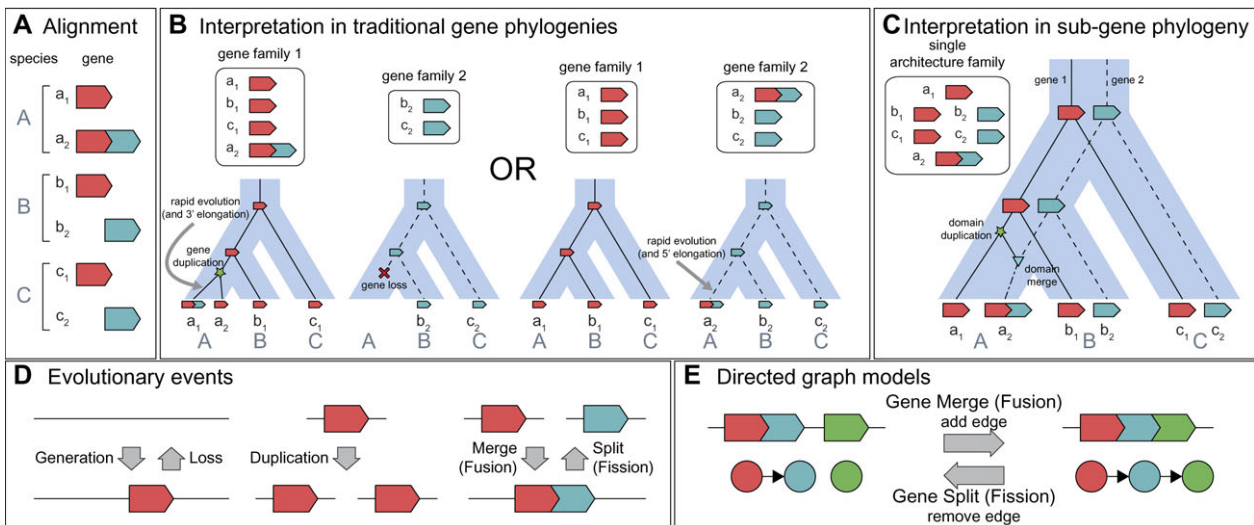 A Alignment
species gene
A
a1
a2
B
b1
b2
C
c1
c2
B Interpretation in traditional gene phylogenies
gene family 1
a1
b1
c1
a2
gene family 2
b2
c2
OR
gene family 1
a1
b1
c1
gene family 2
a2
b2
c2
rapid evolution
(and 3' elongation)
gene
duplication
gene loss
rapid evolution
(and 5' elongation)
a1 a2 b1 c1
A B C
b2 c2
A B C
a1 b1 c1
A B C
a2 b2 c2
A B C
C Interpretation in sub-gene phylogeny
single
architecture family
a1
b1 b2
c1 c2
a2
gene 1 gene 2
domain
duplication
domain
merge
a1 a2 b1 b2 c1 c2
A B C
D Evolutionary events
Generation Loss
Duplication
Merge
(Fusion)
Split
(Fission)
E Directed graph models
Gene Merge (Fusion)
add edge
Gene Split (Fission)
remove edge